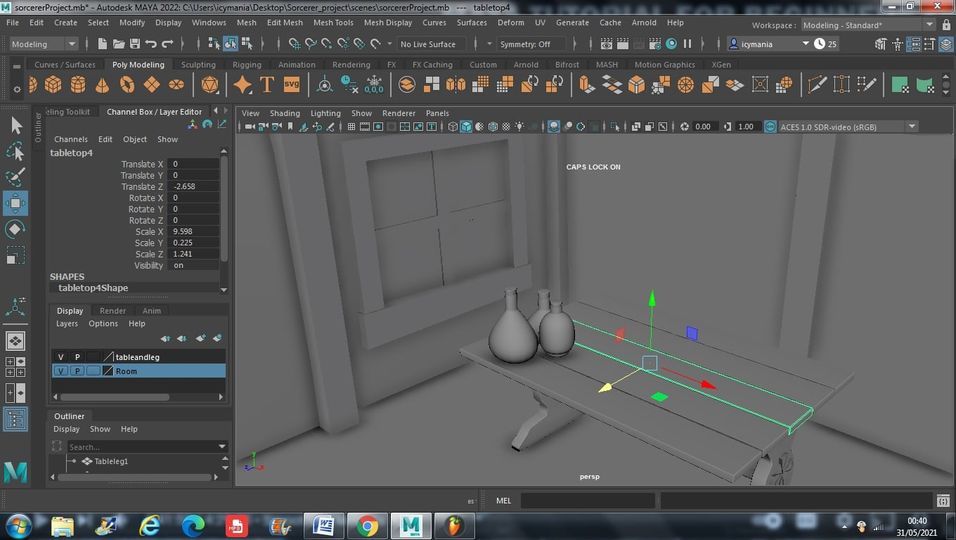 sorcererProject.mb* - Autodesk MAYA 2022: C:\Users\icymania\Desktop\Sorcerer_project\scenes\sorcererProject.mb --- tabletop4
File Edit Create Select Modify Display Windows Mesh Edit Mesh Mesh Tools Mesh Display Curves Surfaces Deform UV Generate Cache Arnold Help
Workspace : Modeling - Standard*
Modeling No Live Surface Symmetry: Off icymania 25
Curves / Surfaces Poly Modeling Sculpting Rigging Animation Rendering FX FX Caching Custom Arnold Bifrost MASH Motion Graphics XGen
T SVG 0,0,0
Outliner
eling Toolkit Channel Box / Layer Editor
View Shading Lighting Show Renderer Panels
0.00 1.00 ACES 1.0 SDR-video (sRGB)
Channels Edit Object Show
tabletop4
Translate X 0
Translate Y 0
Translate Z -2.658
Rotate X 0
Rotate Y 0
Rotate Z 0
Scale X 9.598
Scale Y 0.225
Scale Z 1.241
Visibility on
SHAPES
tabletop4Shape
CAPS LOCK ON
Display Render Anim
Layers Options Help
V P tableandleg
V P Room
Outliner
Display Show Help
Search...
Tableleg1
persp
MEL
MAYA
00:40
31/05/2021